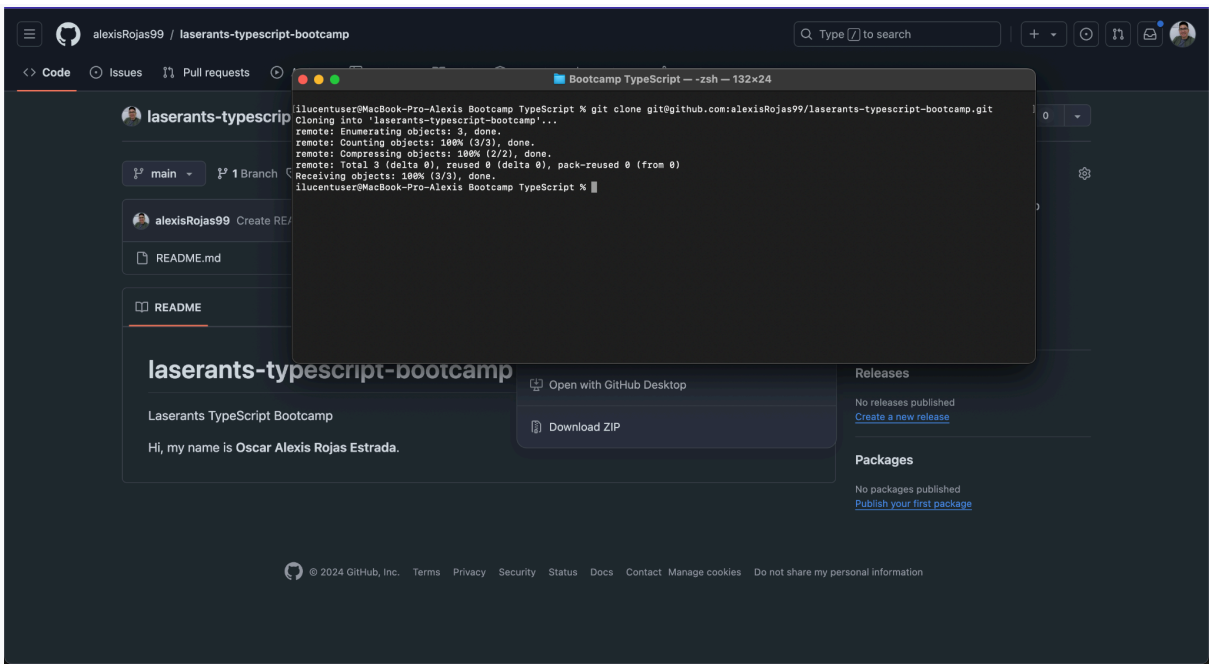 alexisRojas99 / laserants-typescript-bootcamp
Type / to search
Code
Issues
Pull requests
Bootcamp TypeScript — -zsh — 132×24
laserants-typescrip
0
[ilucentuser@MacBook-Pro-Alexis Bootcamp TypeScript % git clone git@github.com:alexisRojas99/laserants-typescript-bootcamp.git ]
Cloning into 'laserants-typescript-bootcamp'...
remote: Enumerating objects: 3, done.
remote: Counting objects: 100% (3/3), done.
remote: Compressing objects: 100% (2/2), done.
remote: Total 3 (delta 0), reused 0 (delta 0), pack-reused 0 (from 0)
Receiving objects: 100% (3/3), done.
ilucentuser@MacBook-Pro-Alexis Bootcamp TypeScript %
main
1 Branch
alexisRojas99 Create REA
README.md
README
laserants-typescript-bootcamp
Laserants TypeScript Bootcamp
Hi, my name is Oscar Alexis Rojas Estrada.
Open with GitHub Desktop
Download ZIP
Releases
No releases published
Create a new release
Packages
No packages published
Publish your first package
© 2024 GitHub, Inc. Terms Privacy Security Status Docs Contact Manage cookies Do not share my personal information